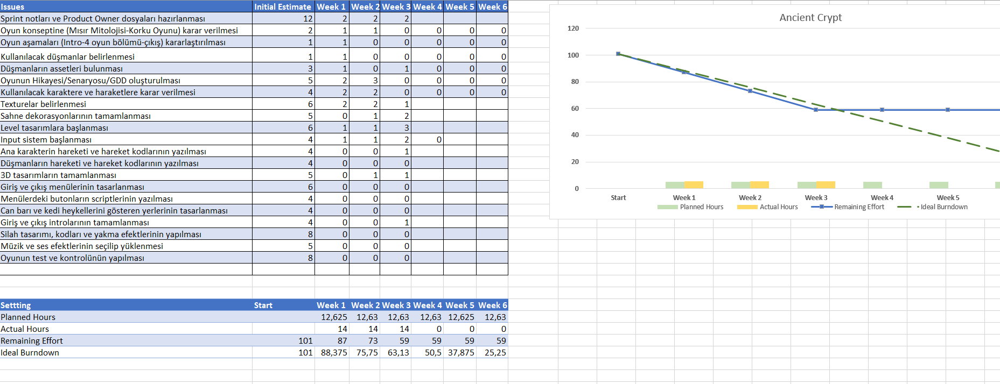 Issues Initial Estimate Week 1 Week 2 Week 3 Week 4 Week 5 Week 6
Sprint notları ve Product Owner dosyaları hazırlanması 12 2 2 2
Oyun konseptine (Mısır Mitolojisi-Korku Oyunu) karar verilmesi 2 1 1 0 0 0 0
Oyun aşamaları (Intro-4 oyun bölümü-çıkış) kararlaştırılması 1 1 0 0 0 0 0
Kullanılacak düşmanlar belirlenmesi 1 1 0 0 0 0 0
Düşmanların assetleri bulunması 3 1 0 1 0 0 0
Oyunun Hikayesi/Senaryosu/GDD oluşturulması 5 2 3 0 0 0 0
Kullanılacak karaktere ve haraketlere karar verilmesi 4 2 2 0 0 0 0
Texturelar belirlenmesi 6 2 2 1
Sahne dekorasyonlarının tamamlanması 5 0 1 2
Level tasarımlara başlanması 6 1 1 3
Input sistem başlanması 4 1 1 2 0
Ana karakterin hareketi ve hareket kodlarının yazılması 4 0 0 1
Düşmanların hareketi ve hareket kodlarının yazılması 4 0 0 0
3D tasarımların tamamlanması 5 0 1 1
Giriş ve çıkış menülerinin tasarlanması 6 0 0 0
Menülerdeki butonların scriptlerinin yazılması 4 0 0 0
Can barı ve kedi heykellerini gösteren yerlerinin tasarlanması 4 0 0 0
Giriş ve çıkış introlarının tamamlanması 4 0 0 1
Silah tasarımı, kodları ve yakma efektlerinin yapılması 8 0 0 0
Müzik ve ses efektlerinin seçilip yüklenmesi 5 0 0 0
Oyunun test ve kontrolünün yapılması 8 0 0 0
Settting Start Week 1 Week 2 Week 3 Week 4 Week 5 Week 6
Planned Hours 12,625 12,63 12,63 12,63 12,625 12,63
Actual Hours 14 14 14 0 0 0
Remaining Effort 101 87 73 59 59 59 59
Ideal Burndown 101 88,375 75,75 63,13 50,5 37,875 25,25
Ancient Crypt
120
100
80
60
40
20
0
Start Week 1 Week 2 Week 3 Week 4 Week 5
Planned Hours Actual Hours Remaining Effort Ideal Burndown